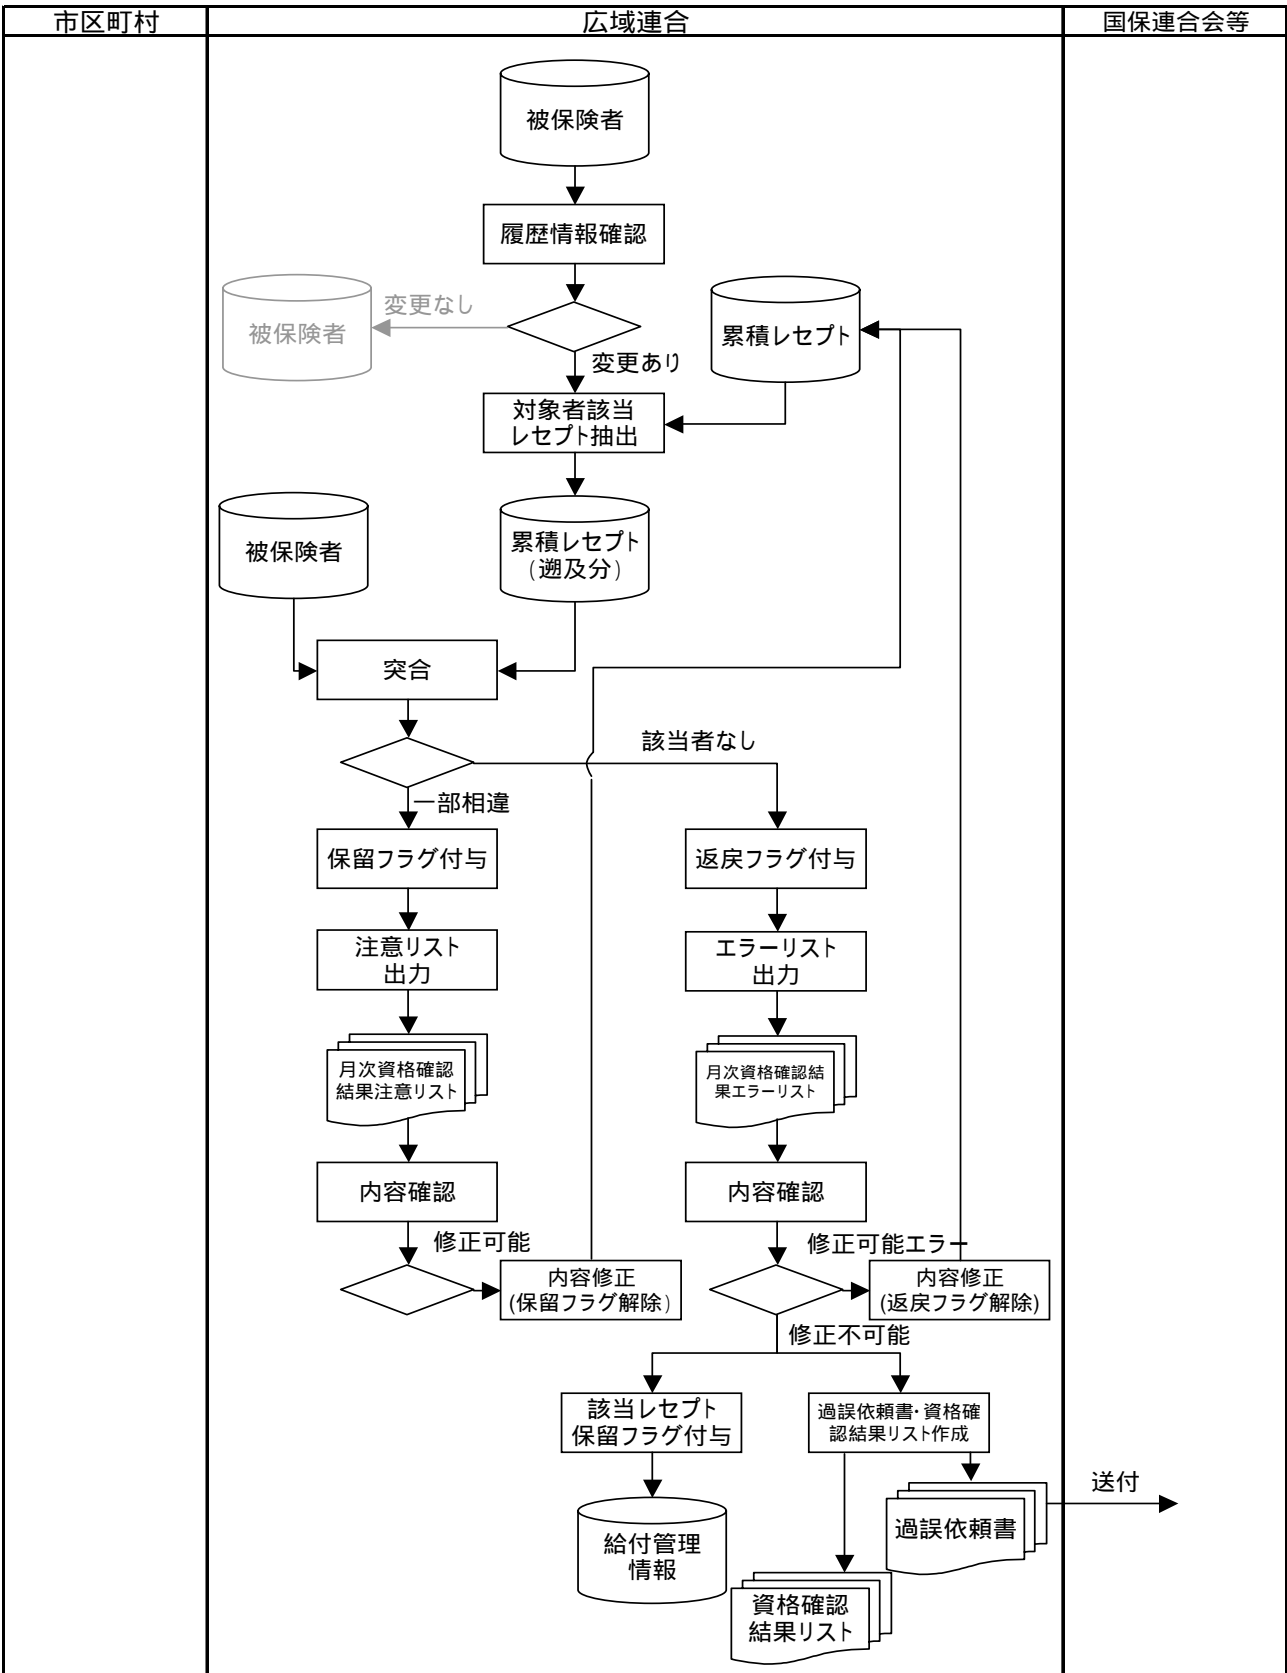 市区町村
広域連合
国保連合会等
被保険者
履歴情報確認
変更なし
被保険者
累積レセプト
変更あり
対象者該当
レセプト抽出
被保険者
累積レセプト
(遡及分)
突合
該当者なし
一部相違
保留フラグ付与
返戻フラグ付与
注意リスト
出力
エラーリスト
出力
月次資格確認
結果注意リスト
月次資格確認結
果エラーリスト
内容確認
内容確認
修正可能
修正可能エラー
内容修正
(保留フラグ解除)
内容修正
(返戻フラグ解除)
修正不可能
該当レセプト
保留フラグ付与
過誤依頼書・資格確
認結果リスト作成
送付
過誤依頼書
給付管理
情報
資格確認
結果リスト